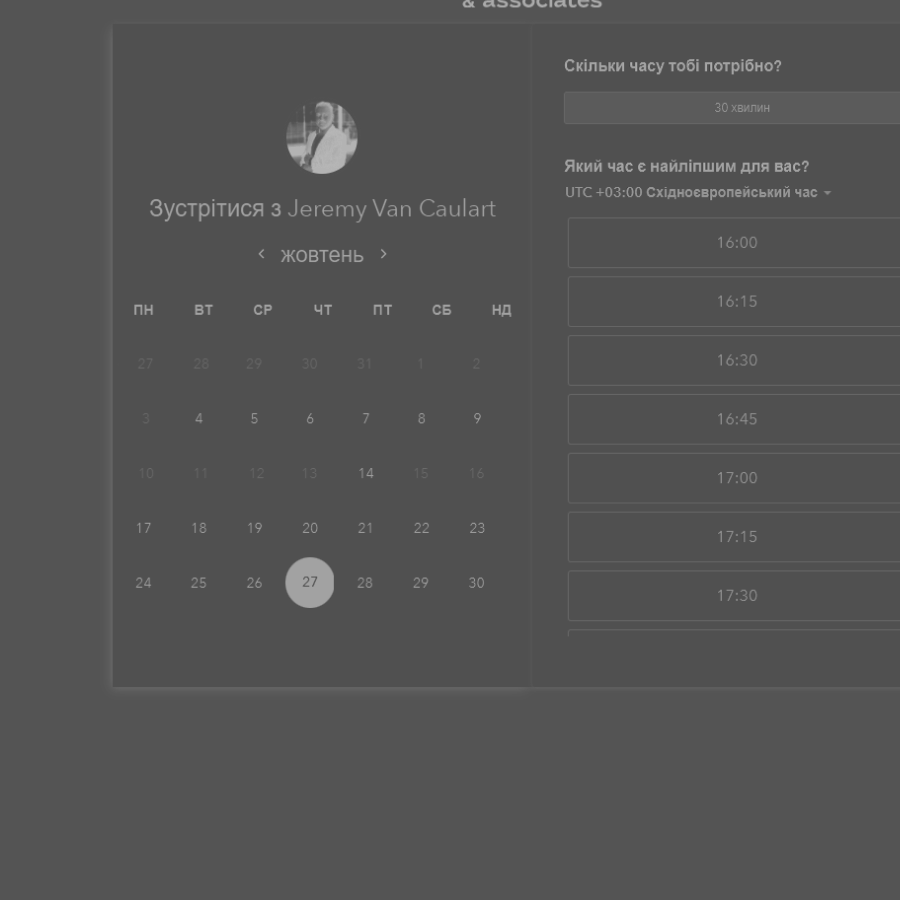 & associates
Зустрітися з Jeremy Van Caulart
жовтень
ПН ВТ СР ЧТ ПТ СБ НД
27 28 29 30 31 1 2
3 4 5 6 7 8 9
10 11 12 13 14 15 16
17 18 19 20 21 22 23
24 25 26 27 28 29 30
Скільки часу тобі потрібно?
30 хвилин
Який час є найліпшим для вас?
UTC +03:00 Східноєвропейський час
16:00
16:15
16:30
16:45
17:00
17:15
17:30